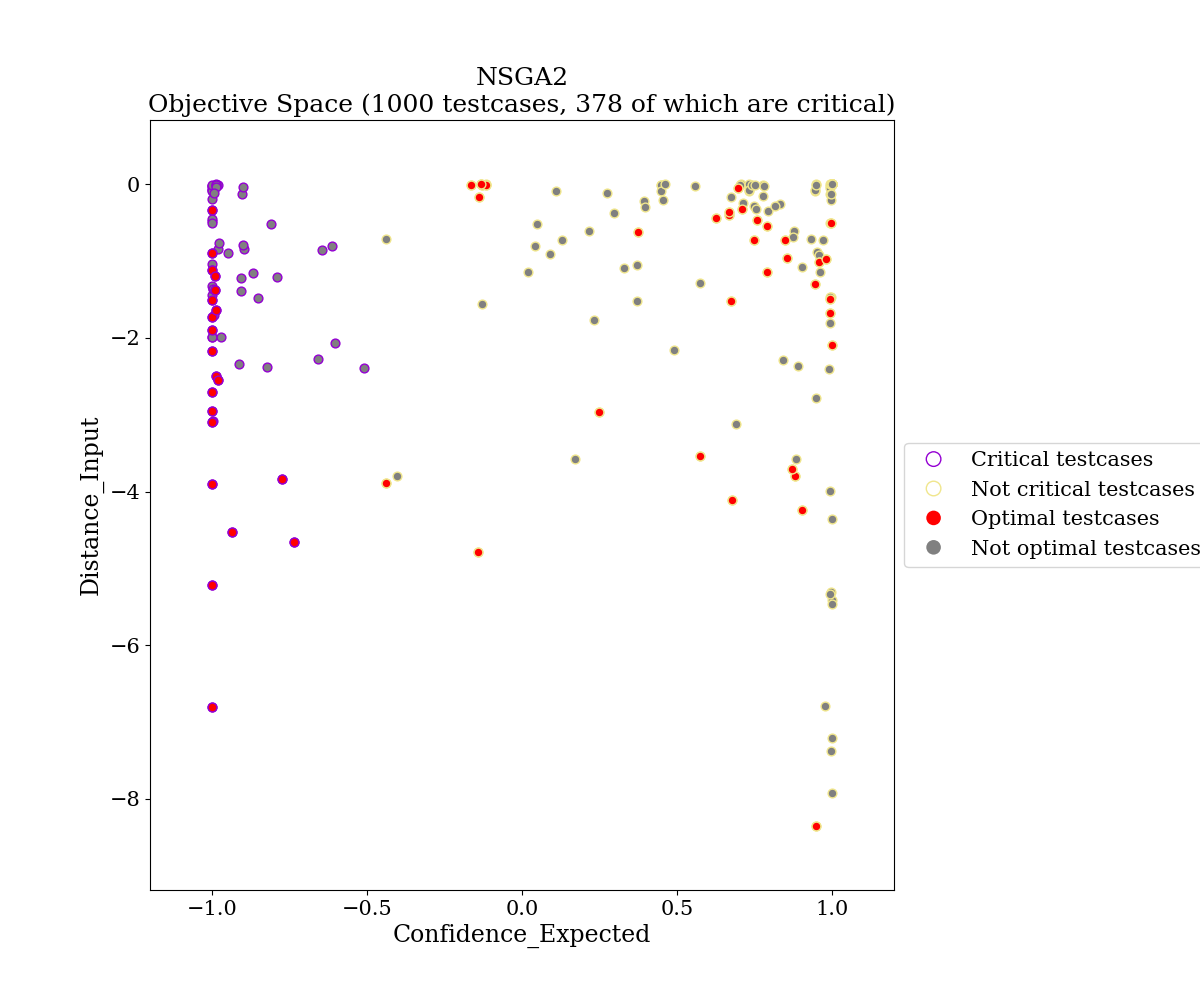 NSGA2
Objective Space (1000 testcases, 378 of which are critical)
0
−2
−4
−6
−8
Distance_Input
−1.0
−0.5
0.0
0.5
1.0
Confidence_Expected
Critical testcases
Not critical testcases
Optimal testcases
Not optimal testcases